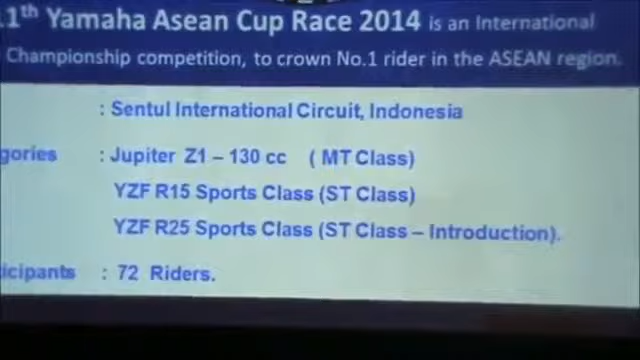 .1th Yamaha Asean Cup Race 2014 is an International
Championship competition, to crown No.1 rider in the ASEAN region.
: Sentul International Circuit, Indonesia
gories : Jupiter Z1 – 130 cc ( MT Class)
YZF R15 Sports Class (ST Class)
YZF R25 Sports Class (ST Class – Introduction).
icipants : 72 Riders.